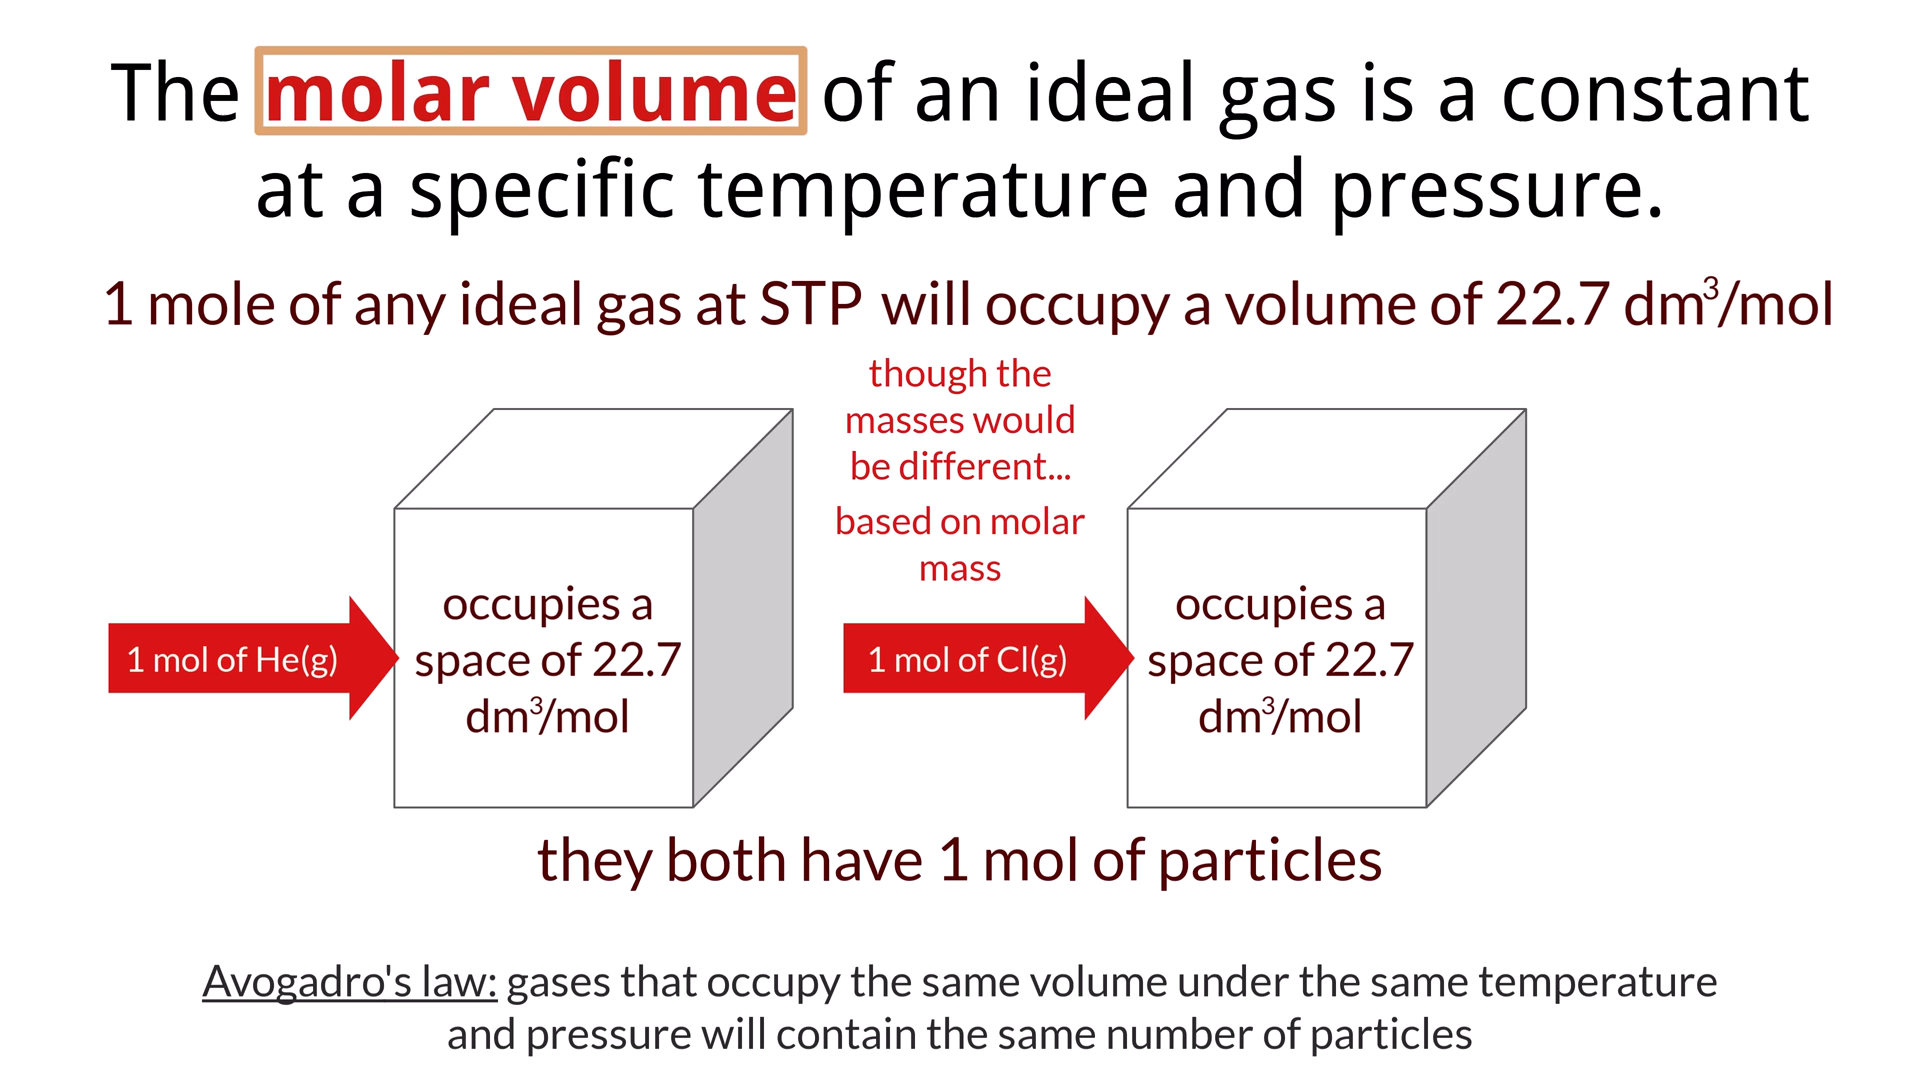 The molar volume of an ideal gas is a constant
at a specific temperature and pressure.
1 mole of any ideal gas at STP will occupy a volume of 22.7 dm³/mol
though the
masses would
be different...
based on molar
mass
1 mol of He(g)
occupies a
space of 22.7
dm³/mol
1 mol of Cl(g)
occupies a
space of 22.7
dm³/mol
they both have 1 mol of particles
Avogadro's law: gases that occupy the same volume under the same temperature
and pressure will contain the same number of particles